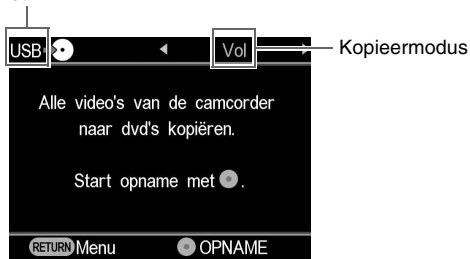 USB Vol Kopieermodus
Alle video's van de camcorder
naar dvd's kopiëren.
Start opname met .
RETURN Menu OPNAME